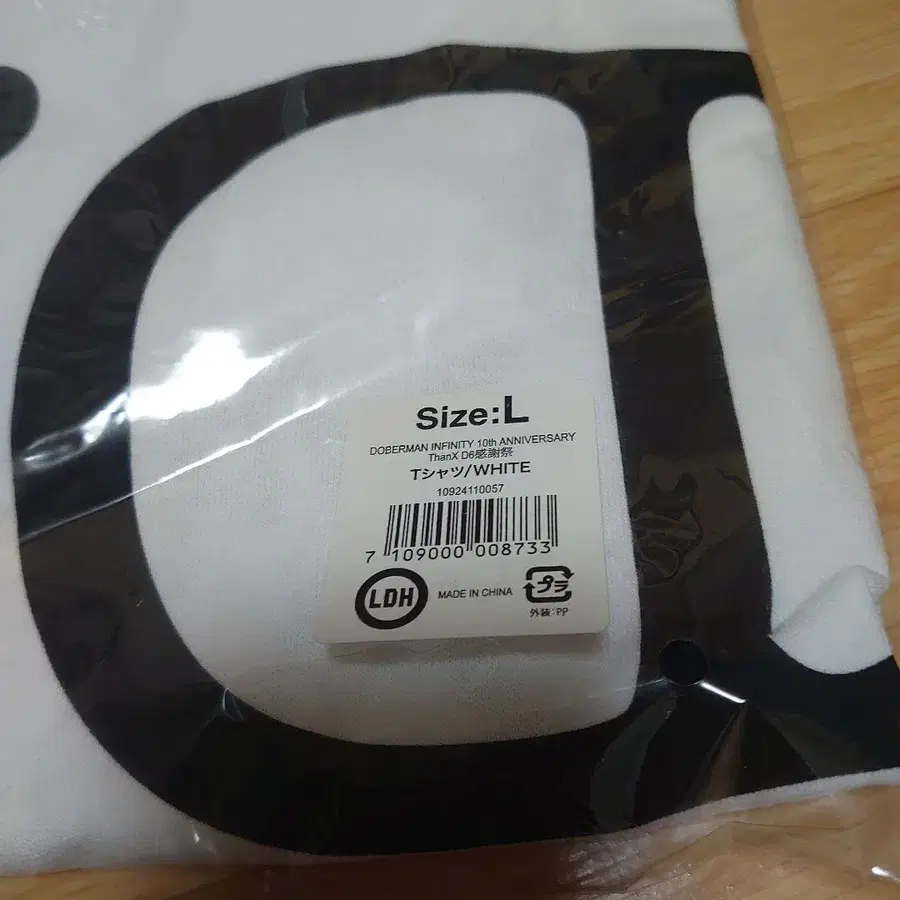 Size:L
DOBERMAN INFINITY 10th ANNIVERSARY
ThanX D6感謝祭
Tシャツ/WHITE
10924110057
7 109000 008733
LDH
MADE IN CHINA
プラ
外装:PP